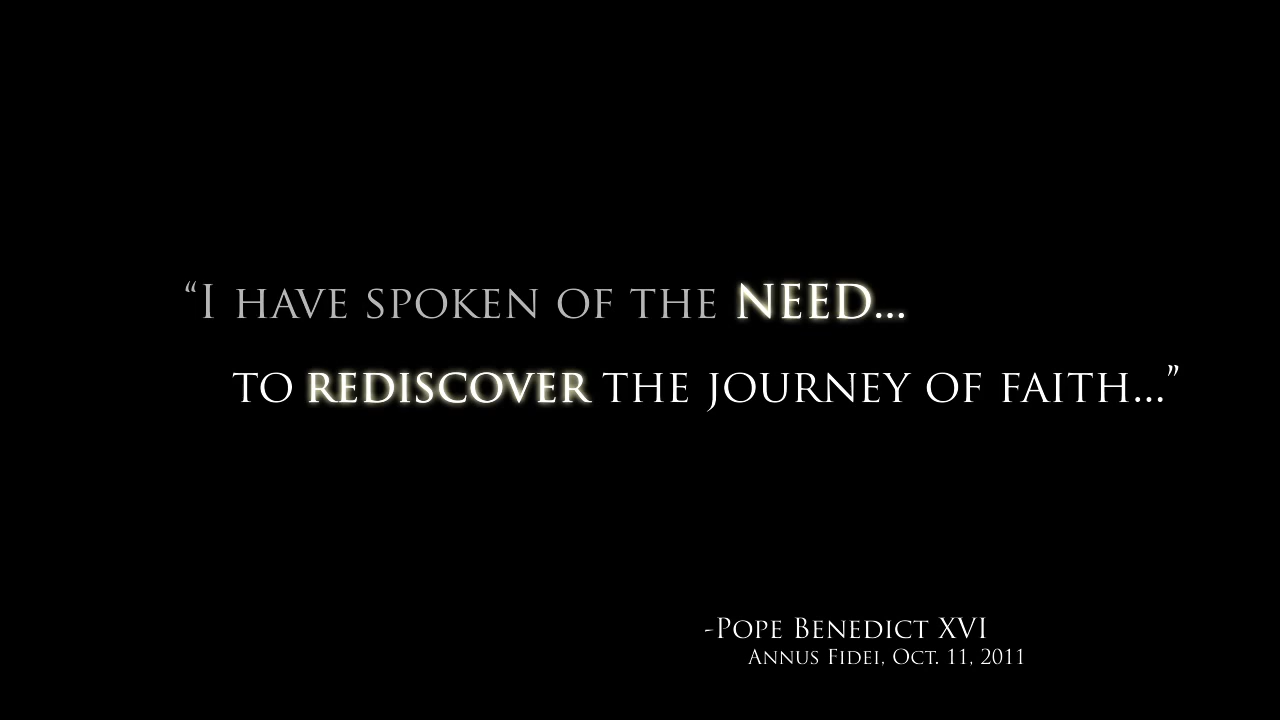 “I HAVE SPOKEN OF THE NEED...
TO REDISCOVER THE JOURNEY OF FAITH...”
-POPE BENEDICT XVI
ANNUS FIDEI, OCT. 11, 2011